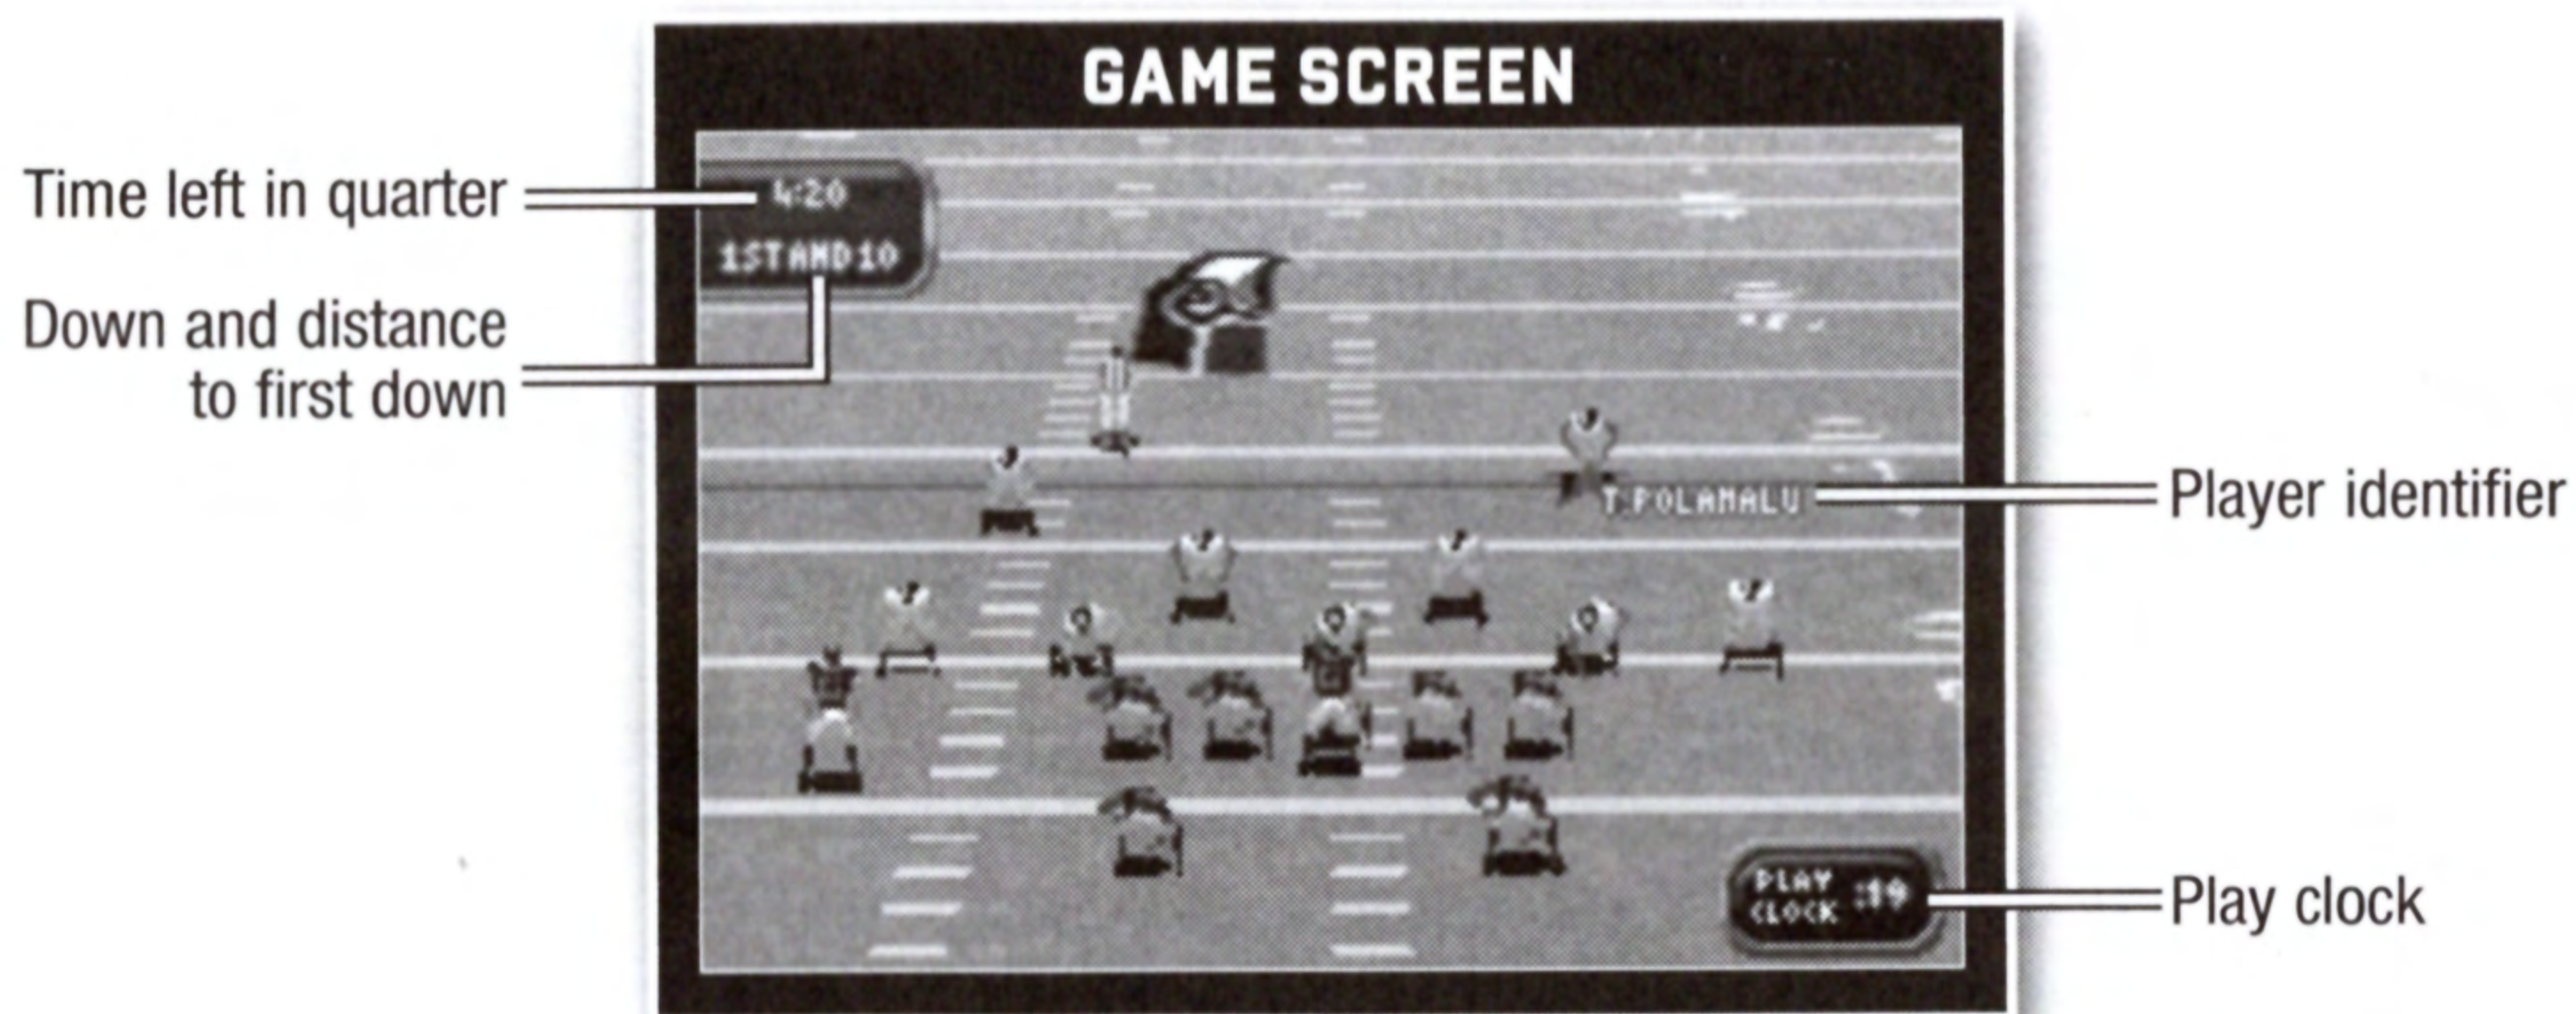 GAME SCREEN
Time left in quarter
4:20
1ST AND 10
Down and distance
to first down
T.POLAMALU
Player identifier
PLAY
CLOCK :19
Play clock